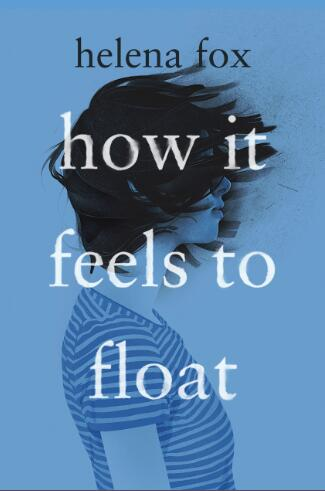 helena fox
how it
feels to
float